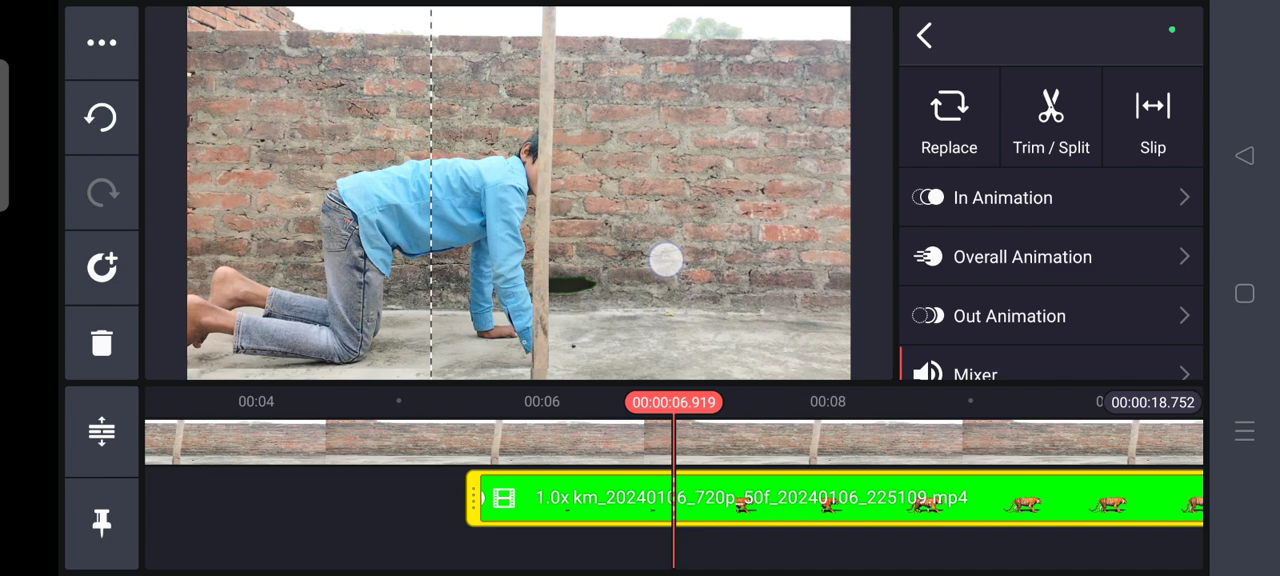 Replace
Trim / Split
Slip
In Animation
Overall Animation
Out Animation
Mixer
00:04
00:06
00:00:06.919
00:08
00:00:18.752
1.0x km_20240106_720p_50f_20240106_225109.mp4